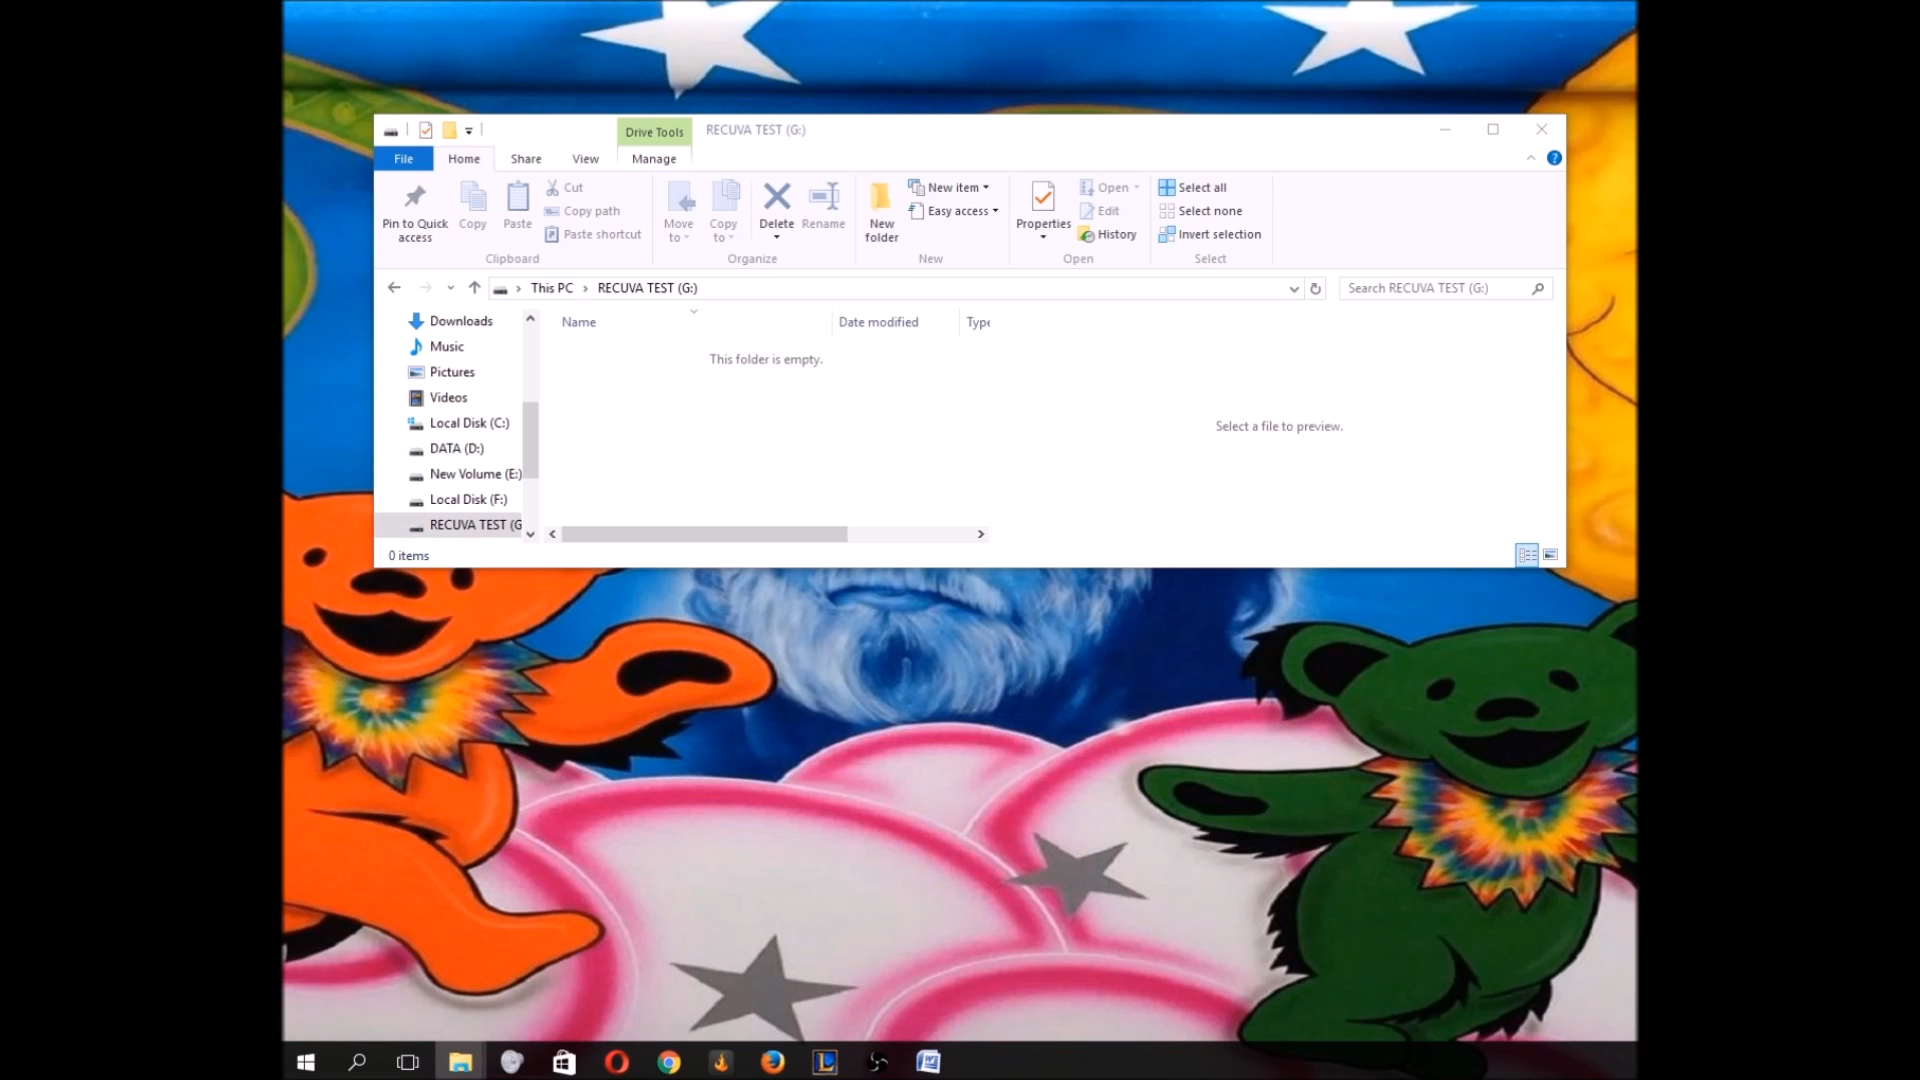 Drive Tools RECUVA TEST (G:)
File Home Share View Manage
Pin to Quick access
Copy
Paste
Cut
Copy path
Paste shortcut
Clipboard
Move to
Copy to
Delete
Rename
Organize
New folder
New item
Easy access
New
Properties
Open
Edit
History
Open
Select all
Select none
Invert selection
Select
This PC RECUVA TEST (G:)
Search RECUVA TEST (G:)
Downloads
Music
Pictures
Videos
Local Disk (C:)
DATA (D:)
New Volume (E:)
Local Disk (F:)
RECUVA TEST (G
Name Date modified Type
This folder is empty.
Select a file to preview.
0 items